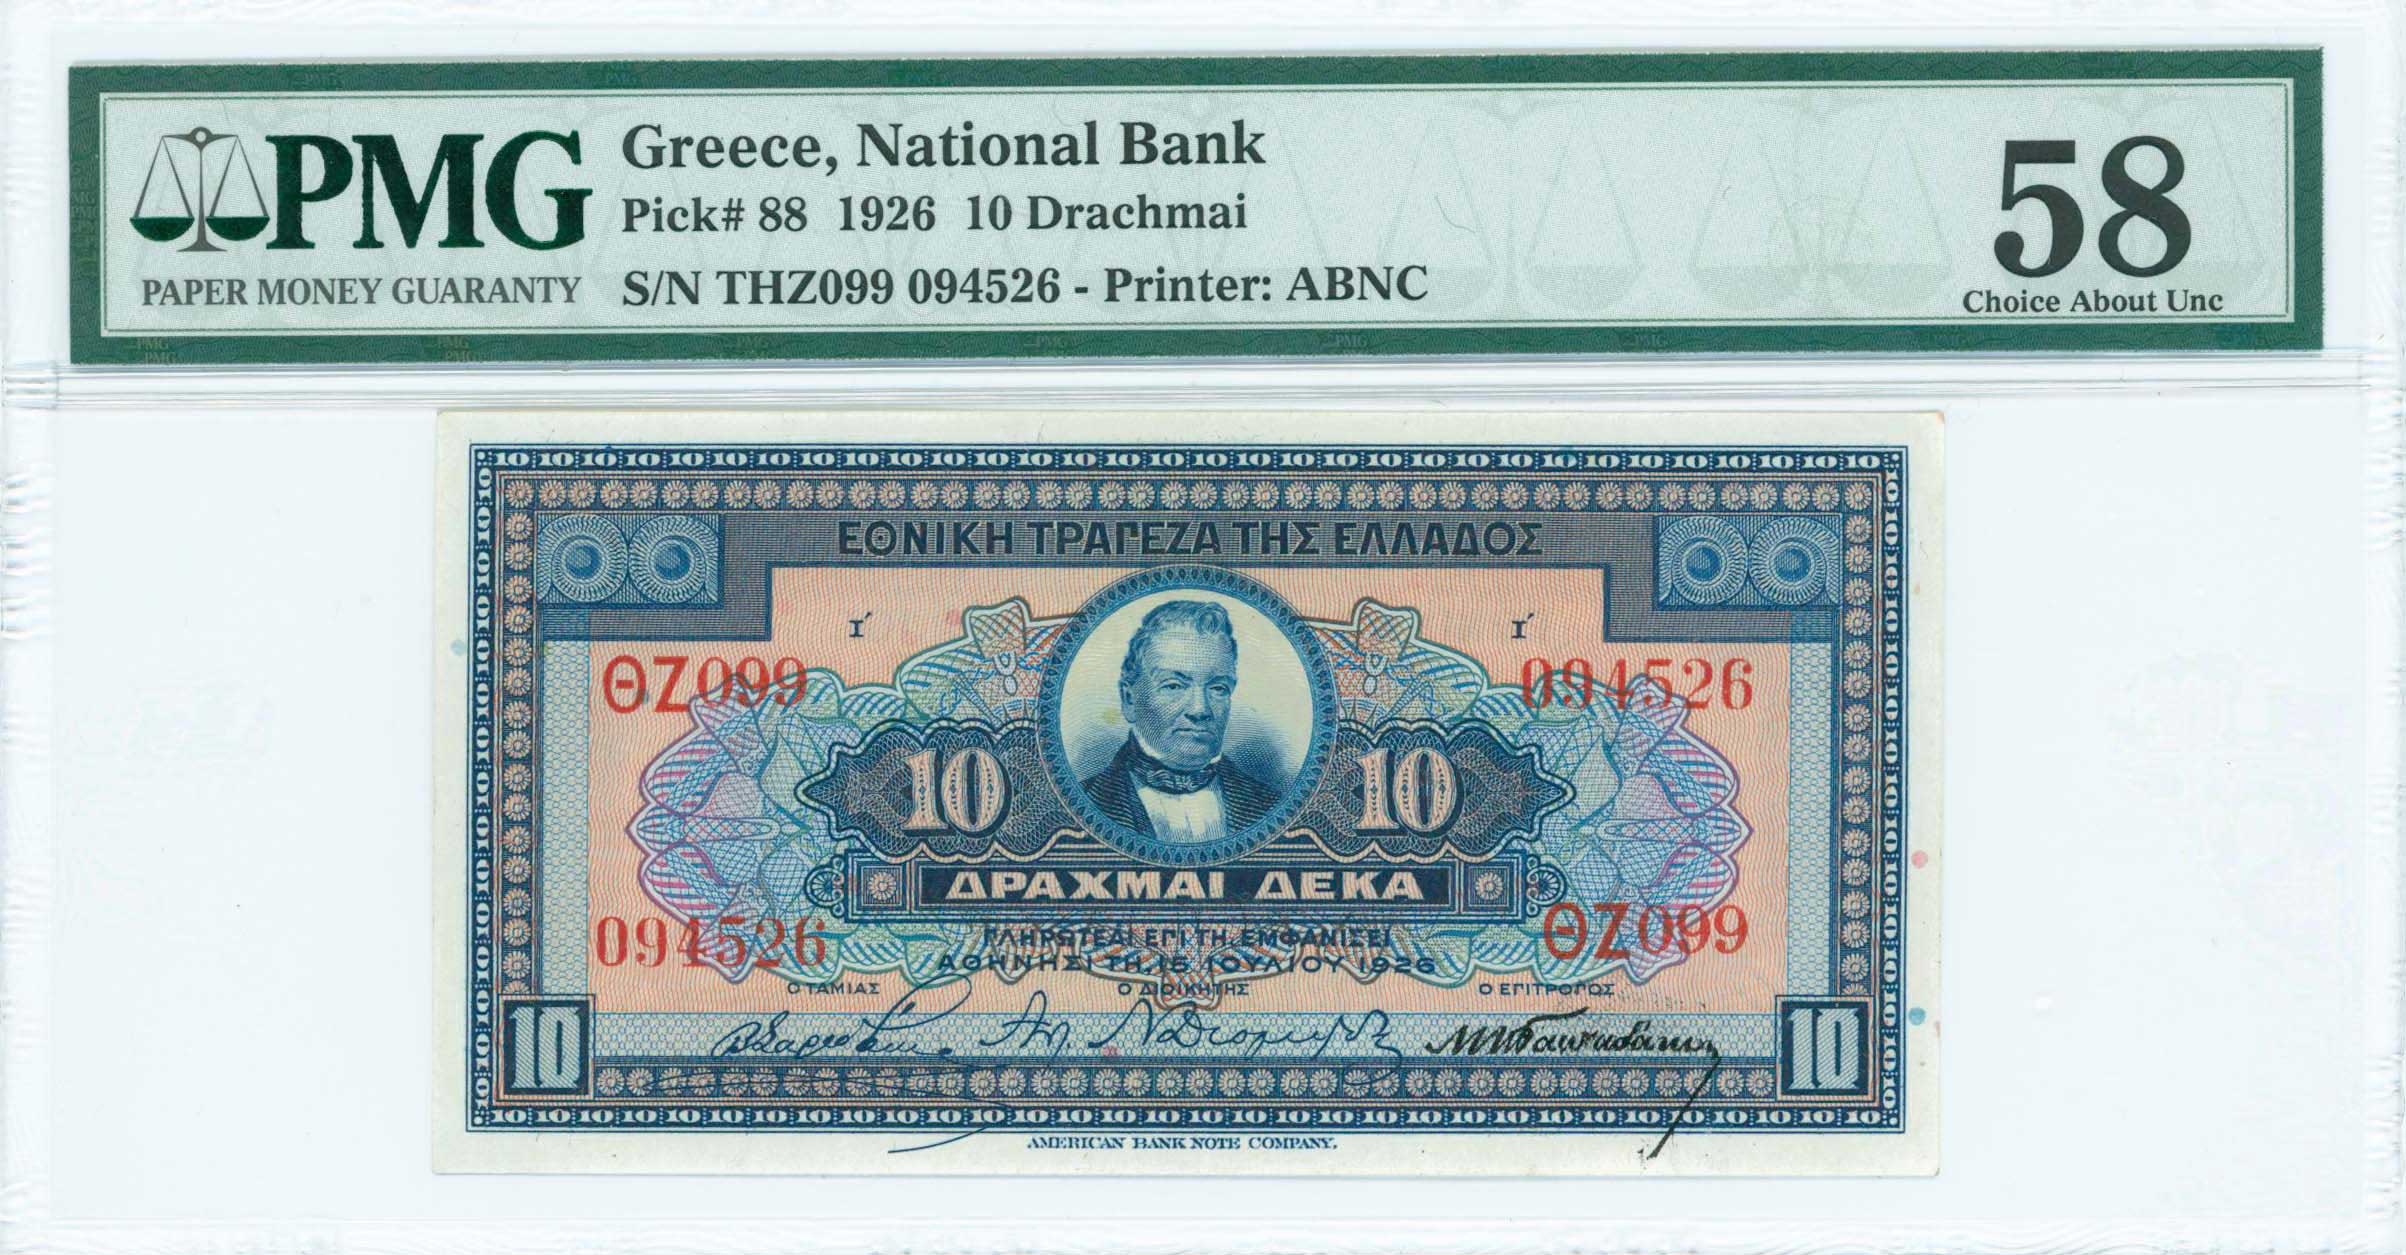 PMG
PAPER MONEY GUARANTY
Greece, National Bank
Pick# 88 1926 10 Drachmai
S/N THZ099 094526 - Printer: ABNC
58
Choice About Unc
ΕΘΝΙΚΗ ΤΡΑΠΕΖΑ ΤΗΣ ΕΛΛΑΔΟΣ
Ι΄ Ι΄
ΘΖ099 094526
10 10
ΔΡΑΧΜΑΙ ΔΕΚΑ
094526 ΘΖ099
ΠΛΗΡΩΤΕΑΙ ΕΠΙ ΤΗ ΕΜΦΑΝΙΣΕΙ
ΑΘΗΝΗΣΙ ΤΗ, 15 ΙΟΥΛΙΟΥ 1926
Ο ΤΑΜΙΑΣ Ο ΔΙΟΙΚΗΤΗΣ Ο ΕΠΙΤΡΟΠΟΣ
10 10
AMERICAN BANK NOTE COMPANY.